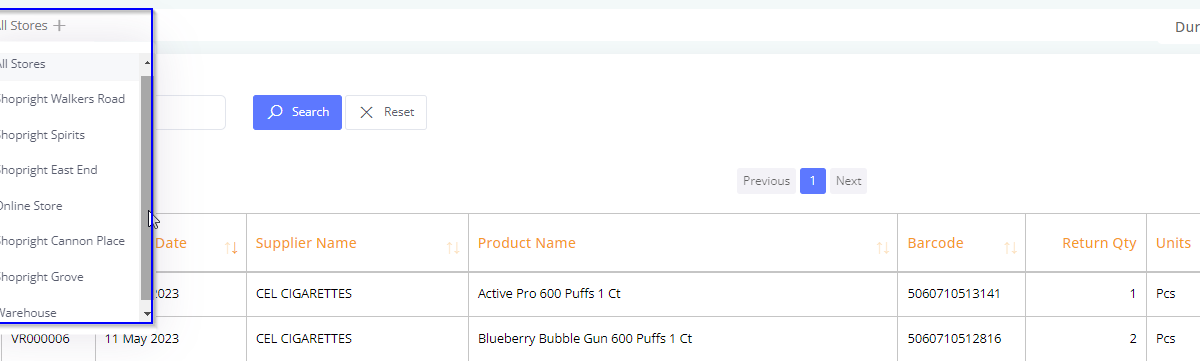 ll Stores
Dur
ll Stores
hopright Walkers Road
Search
Reset
hopright Spirits
hopright East End
Previous 1 Next
Online Store
hopright Cannon Place
Date Supplier Name Product Name Barcode Return Qty Units
hopright Grove
2023 CEL CIGARETTES Active Pro 600 Puffs 1 Ct 5060710513141 1 Pcs
Warehouse
VR000006 11 May 2023 CEL CIGARETTES Blueberry Bubble Gun 600 Puffs 1 Ct 5060710512816 2 Pcs